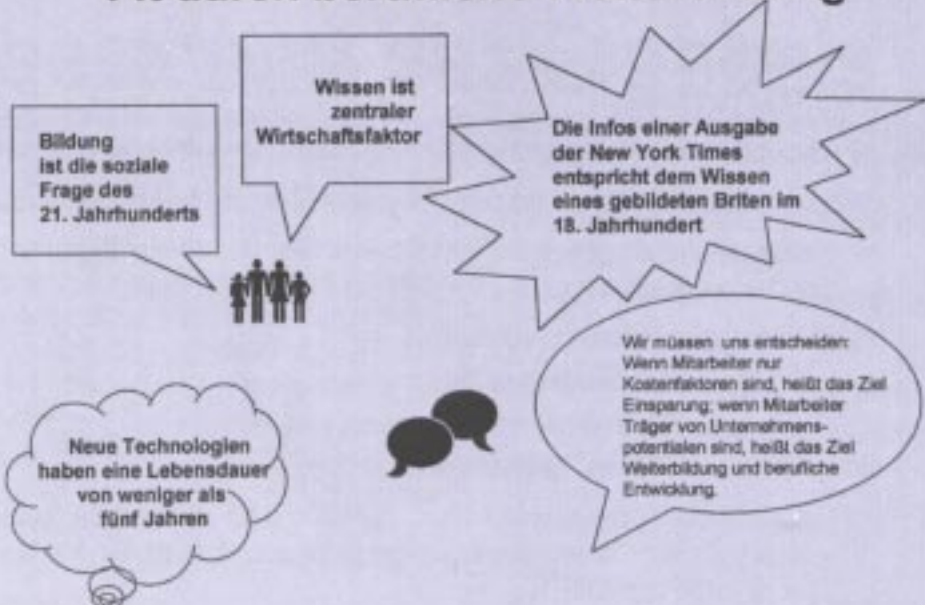 Bildung
ist die soziale
Frage des
21. Jahrhunderts
Wissen ist
zentraler
Wirtschaftsfaktor
Die Infos einer Ausgabe
der New York Times
entspricht dem Wissen
eines gebildeten Briten im
18. Jahrhundert
Wir müssen uns entscheiden:
Wenn Mitarbeiter nur
Kostenfaktoren sind, heißt das Ziel
Einsparung; wenn Mitarbeiter
Träger von Unternehmens-
potentialen sind, heißt das Ziel
Weiterbildung und berufliche
Entwicklung.
Neue Technologien
haben eine Lebensdauer
von weniger als
fünf Jahren